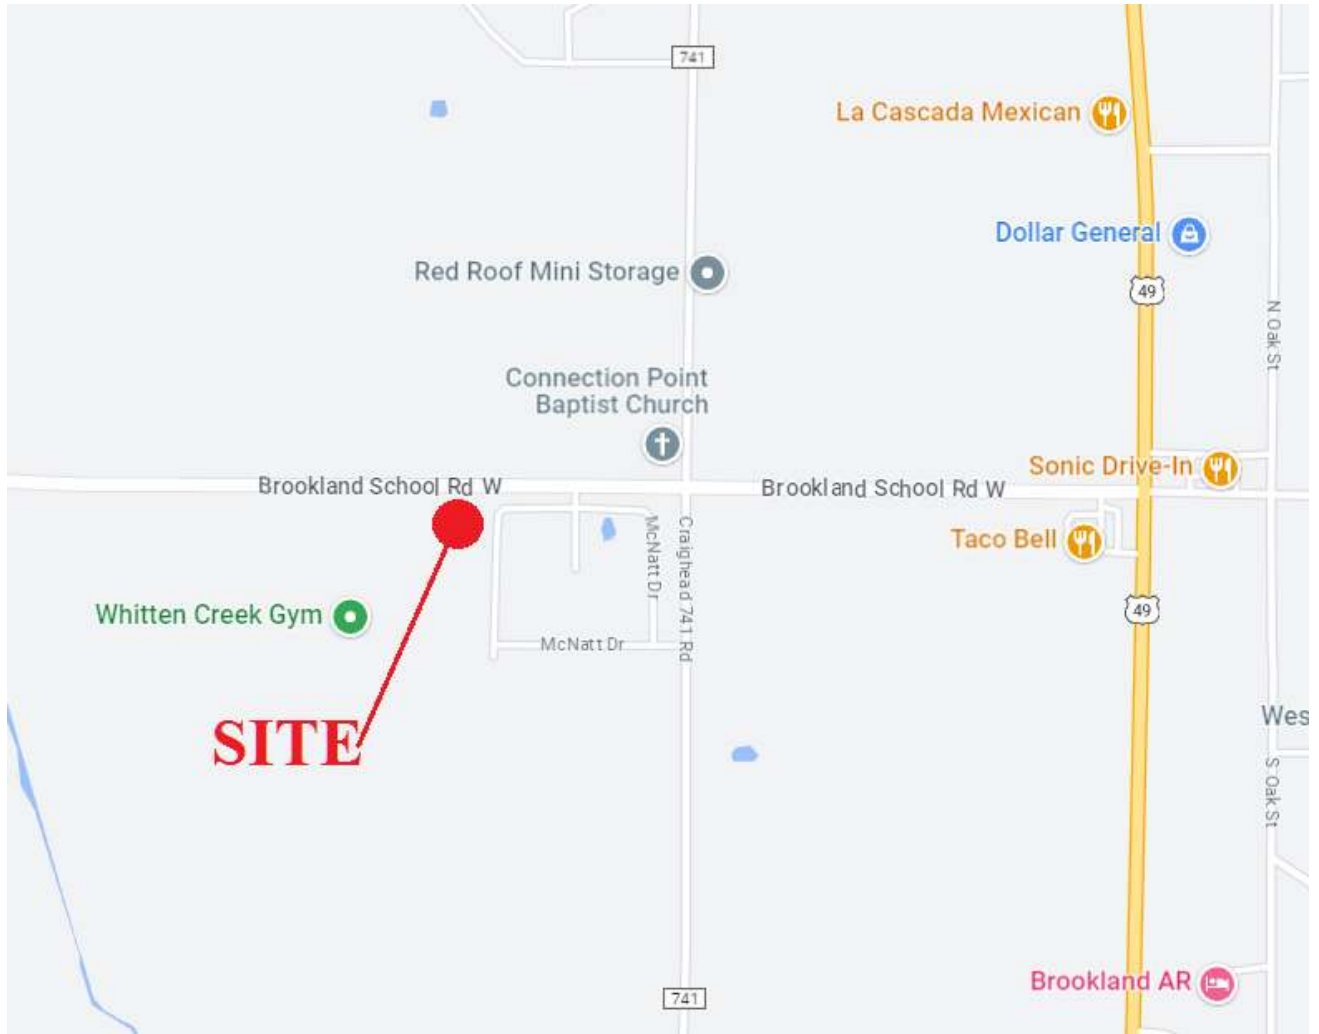 741
La Cascada Mexican
Dollar General
Red Roof Mini Storage
49
N Oak St
Connection Point
Baptist Church
Sonic Drive-In
Brookland School Rd W
Brookland School Rd W
McNatt Dr
Craighead 741 Rd
Taco Bell
Whitten Creek Gym
49
McNatt Dr
SITE
Wes
S Oak St
Brookland AR
741